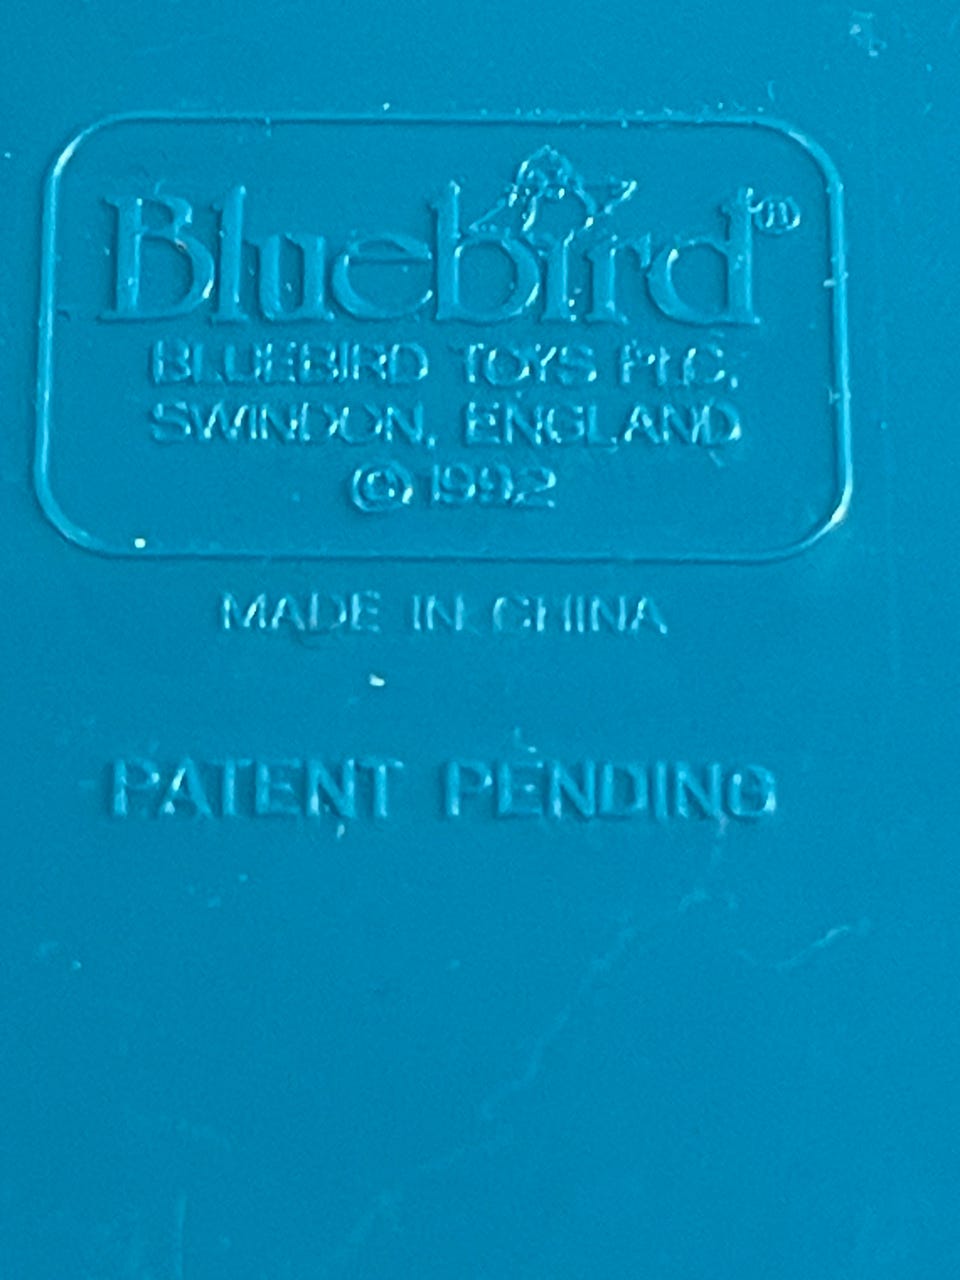 Bluebird®
BLUEBIRD TOYS PLC,
SWINDON, ENGLAND
© 1992
MADE IN CHINA
PATENT PENDING